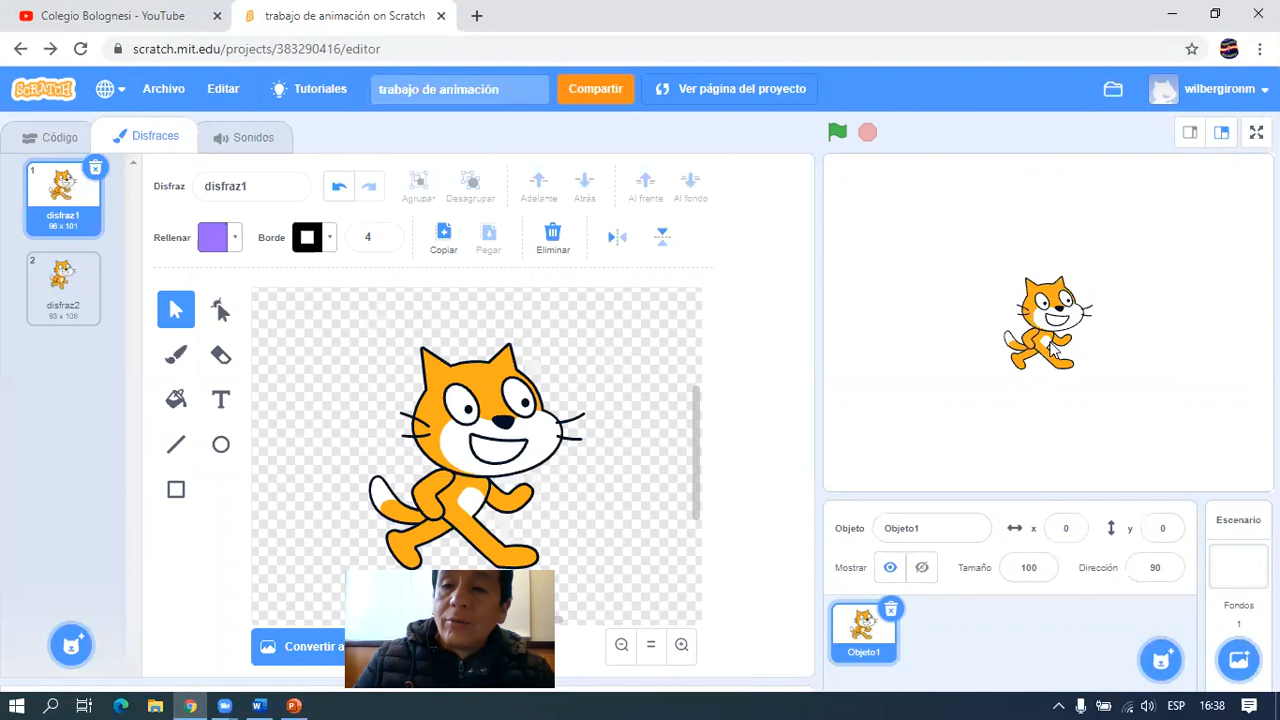 Colegio Bolognesi - YouTube
trabajo de animación on Scratch
scratch.mit.edu/projects/383290416/editor
SCRATCH
Archivo
Editar
Tutoriales
trabajo de animación
Compartir
Ver página del proyecto
wilbergironm
Código
Disfraces
Sonidos
1
disfraz1
96 x 101
2
disfraz2
93 x 106
Disfraz
disfraz1
Agrupar
Desagrupar
Adelante
Atrás
Al frente
Al fondo
Rellenar
Borde
4
Copiar
Pegar
Eliminar
T
Convertir a
Objeto
Objeto1
x
0
y
0
Mostrar
Tamaño
100
Dirección
90
Objeto1
Escenario
Fondos
1
ESP
16:38